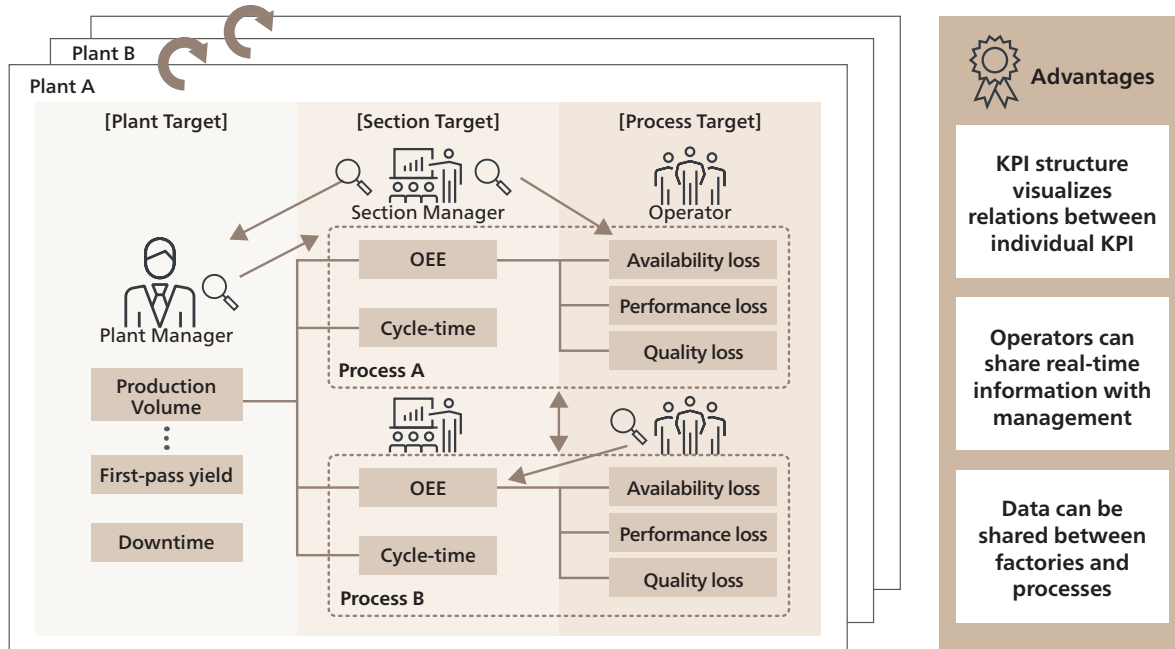 Plant B
Plant A
[Plant Target]
[Section Target]
[Process Target]
Section Manager
Operator
Plant Manager
OEE
Availability loss
Performance loss
Cycle-time
Quality loss
Process A
Production
Volume
First-pass yield
Downtime
OEE
Availability loss
Performance loss
Cycle-time
Quality loss
Process B
Advantages
KPI structure
visualizes
relations between
individual KPI
Operators can
share real-time
information with
management
Data can be
shared between
factories and
processes